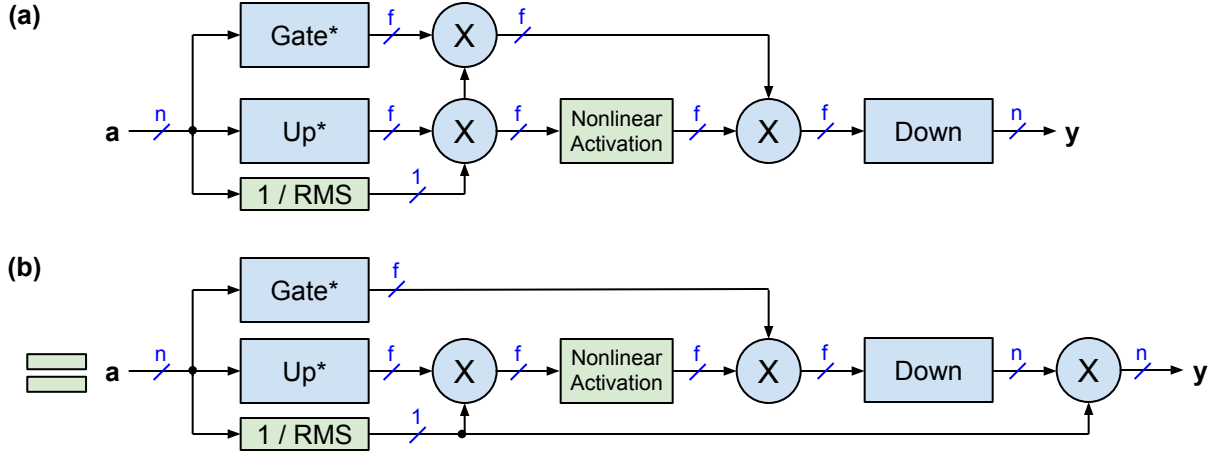 (a)
f
f
Gate*
X
n
f
f
f
f
n
a
Up*
X
Nonlinear
Activation
X
Down
y
1
1 / RMS
(b)
f
Gate*
n
f
f
f
f
n
n
a
Up*
X
Nonlinear
Activation
X
Down
X
y
1
1 / RMS